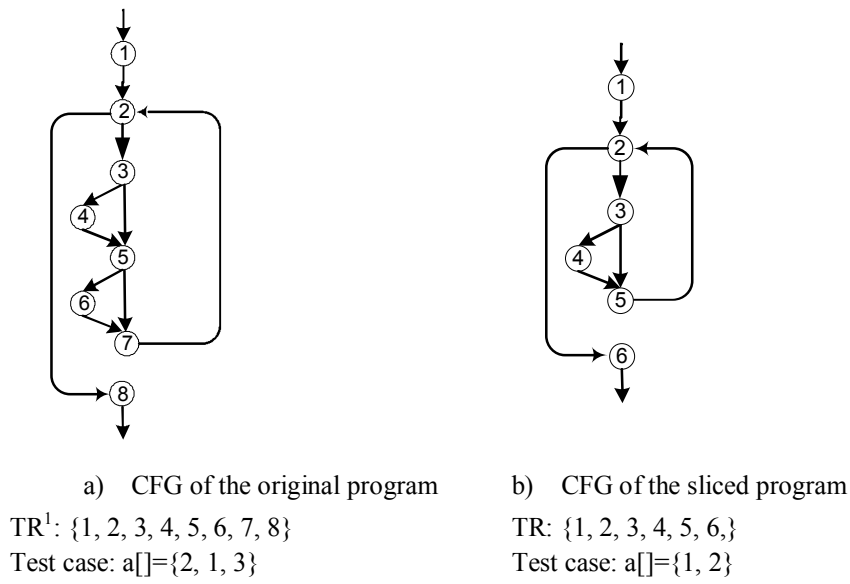 1
2
3
4
5
6
7
8
1
2
3
4
5
6
a) CFG of the original program
TR¹: {1, 2, 3, 4, 5, 6, 7, 8}
Test case: a[]={2, 1, 3}
b) CFG of the sliced program
TR: {1, 2, 3, 4, 5, 6,}
Test case: a[]={1, 2}